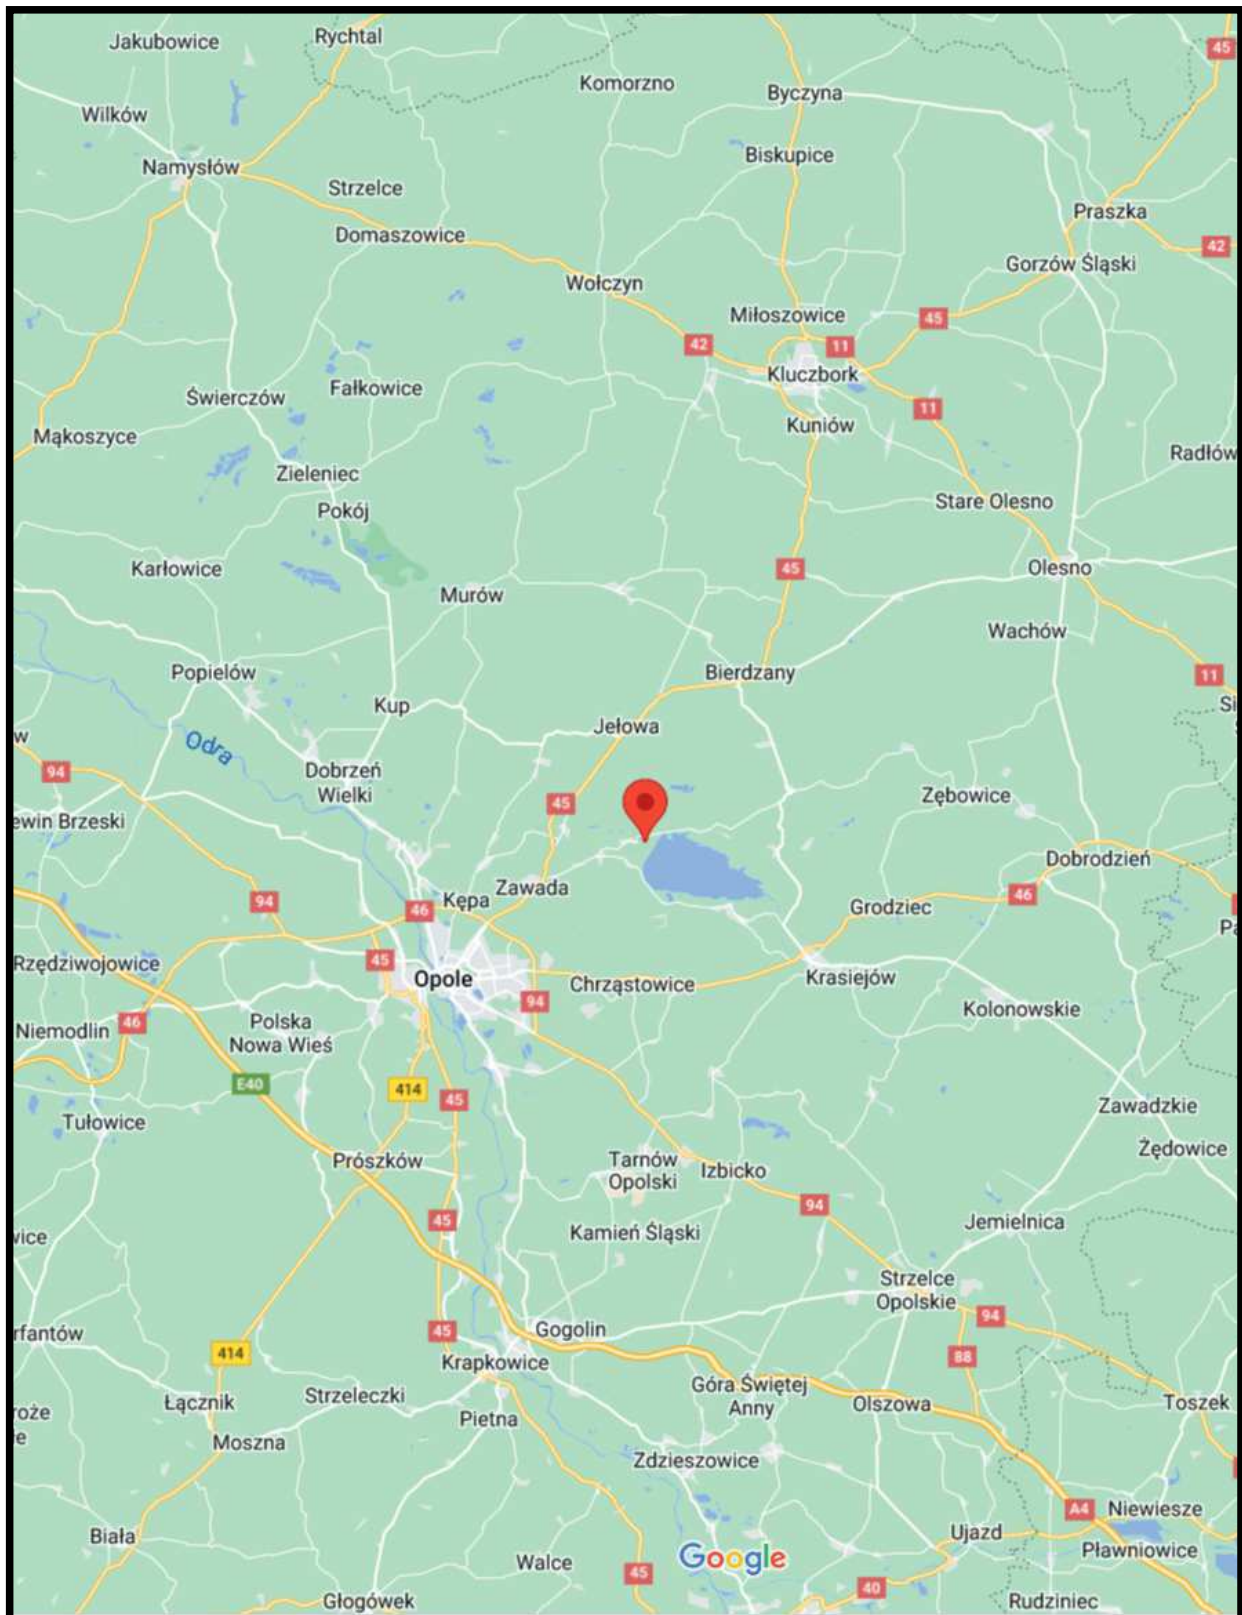 Jakubowice
Rychtal
45
Komorzno
Byczyna
Wilków
Biskupice
Namysłów
Strzelce
Praszka
Domaszowice
42
Gorzów Śląski
Wołczyn
Miłoszowice
45
42
11
Kluczbork
Świerczów
Fałkowice
11
Kuniów
Mąkoszyce
Radłów
Zieleniec
Stare Olesno
Pokój
Karłowice
45
Olesno
Murów
Wachów
Popielów
Bierdzany
11
Kup
Si
Jełowa
w
Odra
94
Dobrzeń
Wielki
45
Zębowice
ewin Brzeski
Dobrodzień
Zawada
46
94
Kępa
46
Grodziec
Pa
45
Rzędziwojowice
Opole
Chrząstowice
Krasiejów
94
Kolonowskie
46
Niemodlin
Polska
Nowa Wieś
E40
414
45
Zawadzkie
Tułowice
Żędowice
Prószków
Tarnów
Opolski
Izbicko
94
45
Jemielnica
Kamień Śląski
wice
Strzelce
Opolskie
94
Gogolin
45
rfantów
414
88
Krapkowice
Góra Świętej
Anny
Strzeleczki
Łącznik
Olszowa
Toszek
roże
Pietna
łe
Moszna
Zdzieszowice
A4
Niewiesze
Biała
Ujazd
Pławniowice
Google
Walce
45
40
Głogówek
Rudziniec